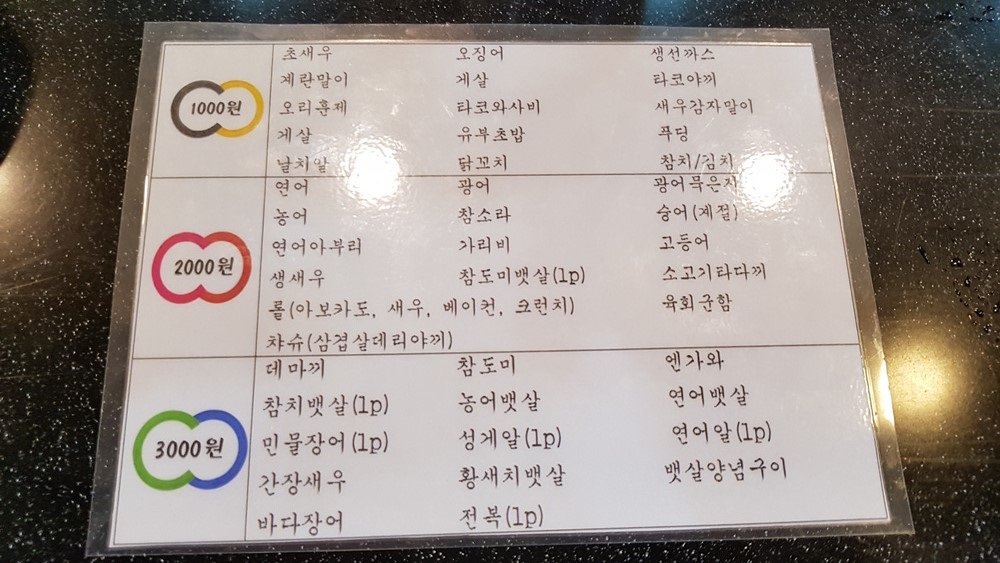 1000원
초새우 오징어 생선까스
계란말이 게살 타코야끼
오리훈제 타코와사비 새우감자말이
게살 유부초밥 푸딩
날치알 닭꼬치 참치/김치
2000원
연어 광어 광어묵은지
농어 참소라 숭어(계절)
연어아부리 가리비 고등어
생새우 참도미뱃살(1p) 소고기타다끼
롤(아보카도, 새우, 베이컨, 크런치) 육회군함
챠슈(삼겹살데리야끼)
3000원
데마끼 참도미 엔가와
참치뱃살(1p) 농어뱃살 연어뱃살
민물장어(1p) 성게알(1p) 연어알(1p)
간장새우 황새치뱃살 뱃살양념구이
바다장어 전복(1p)